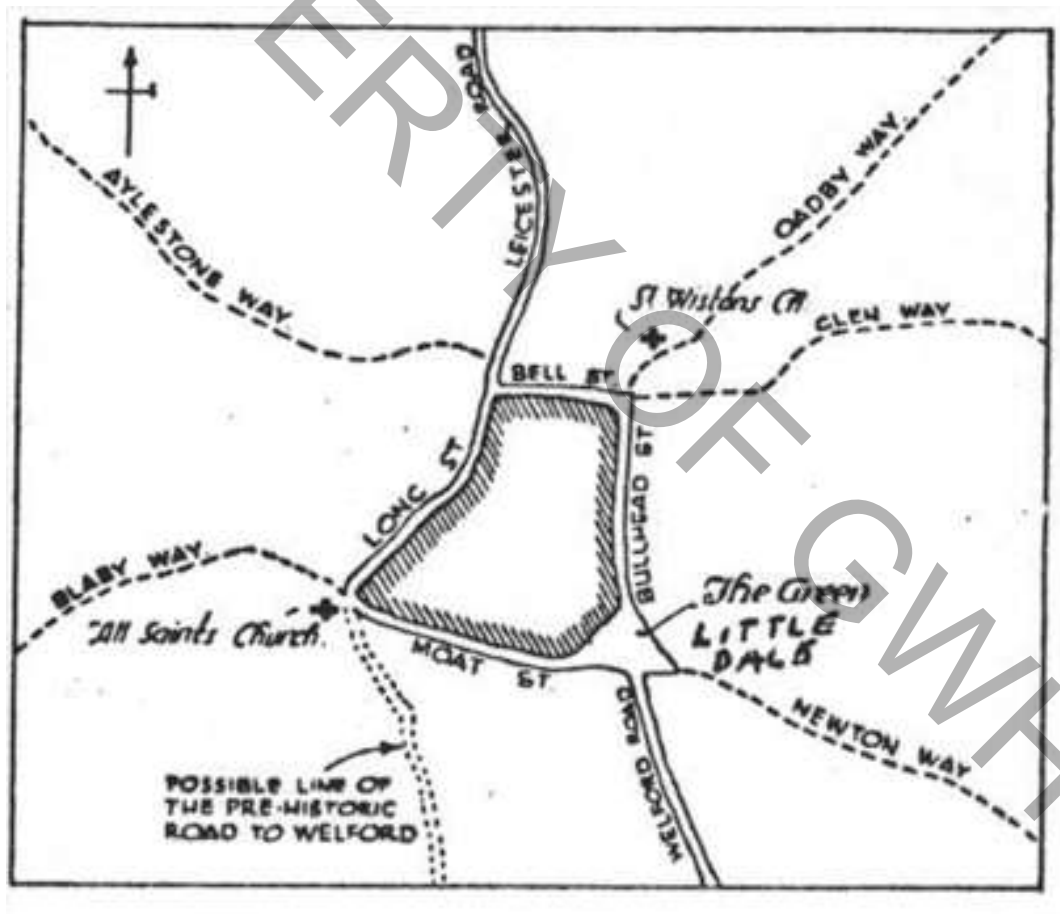 LEICESTER ROAD
OADBY WAY
AYLESTONE WAY
St Wistans Ch
GLEN WAY
BELL ST.
LONG ST
BULLHEAD ST
BLABY WAY
The Green
LITTLE
DALE
All Saints Church.
MOAT ST
NEWTON WAY
WELFORD ROAD
POSSIBLE LINE OF
THE PRE-HISTORIC
ROAD TO WELFORD
ERTY OF GWH